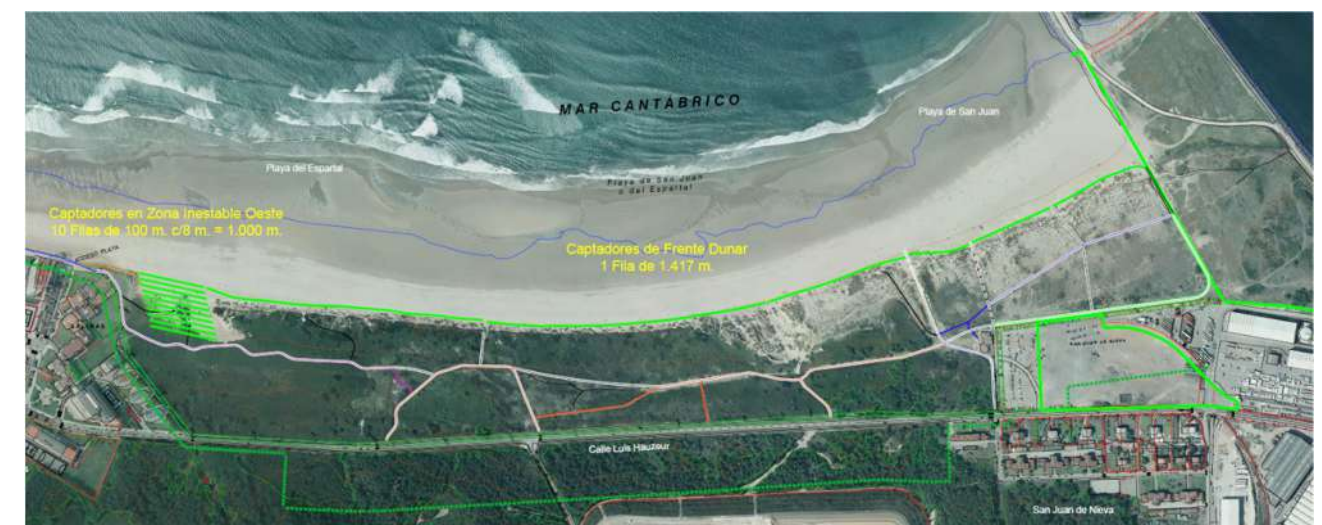 MAR CANTÁBRICO
Playa de San Juan
Playa del Espartal
Playa de San Juan
o del Espartal
Captadores en Zona Inestable Oeste
10 Filas de 100 m. c/8 m. = 1.000 m.
Captadores de Frente Dunar
1 Fila de 1.417 m.
SALINAS
Calle Luis Hauzeur
San Juan de Nieva